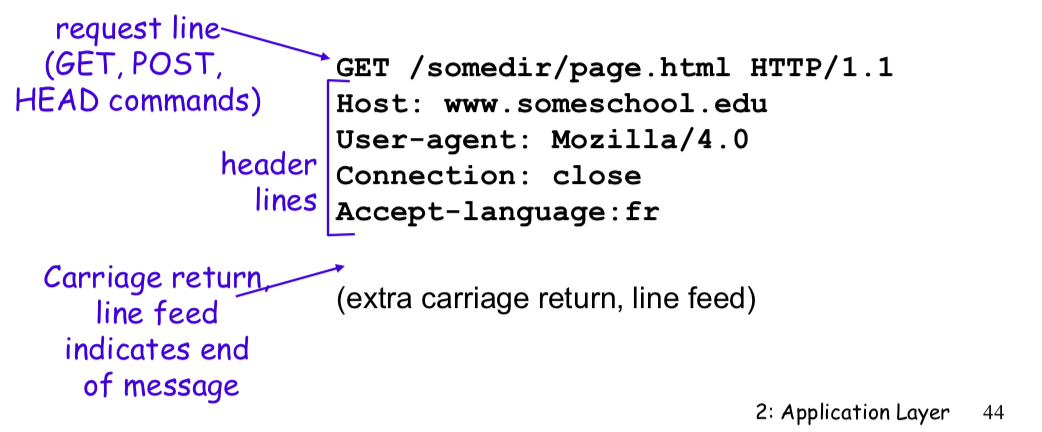 request line
(GET, POST,
HEAD commands)
GET /somedir/page.html HTTP/1.1
Host: www.someschool.edu
User-agent: Mozilla/4.0
Connection: close
Accept-language:fr
header
lines
Carriage return,
line feed
indicates end
of message
(extra carriage return, line feed)
2: Application Layer 44